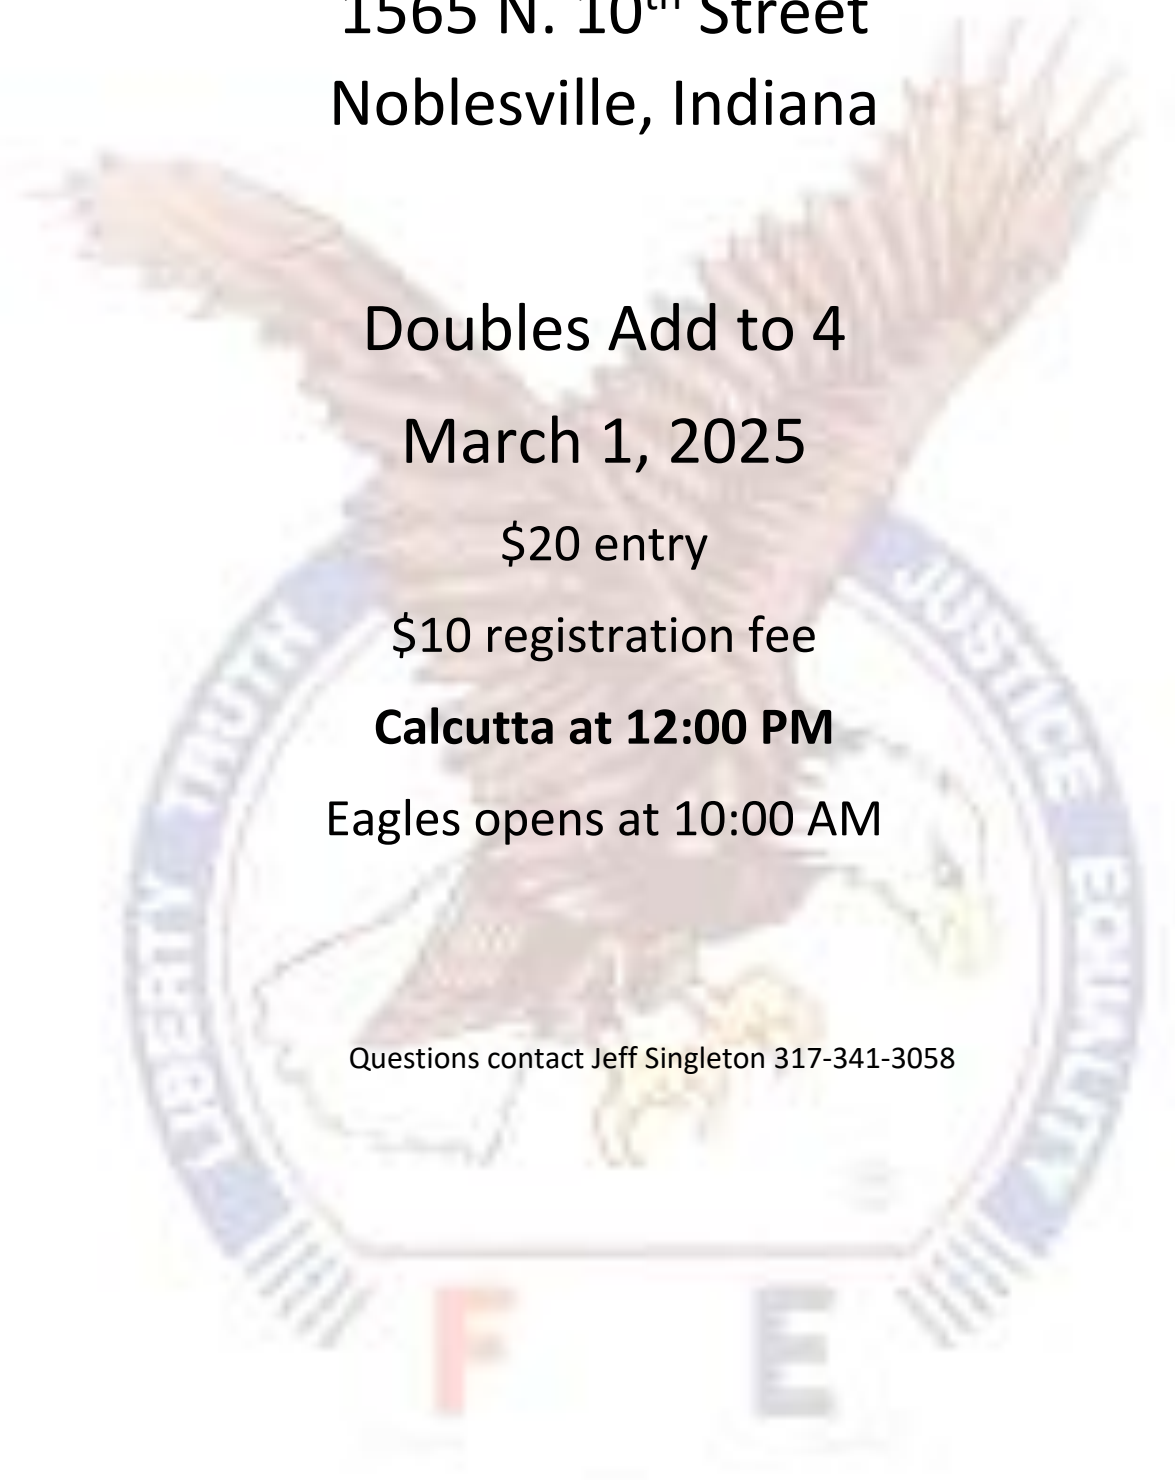 1565 N. 10th Street
Noblesville, Indiana
Doubles Add to 4
March 1, 2025
$20 entry
$10 registration fee
Calcutta at 12:00 PM
Eagles opens at 10:00 AM
Questions contact Jeff Singleton 317-341-3058
LIBERTY TRUTH JUSTICE EQUALITY
F E